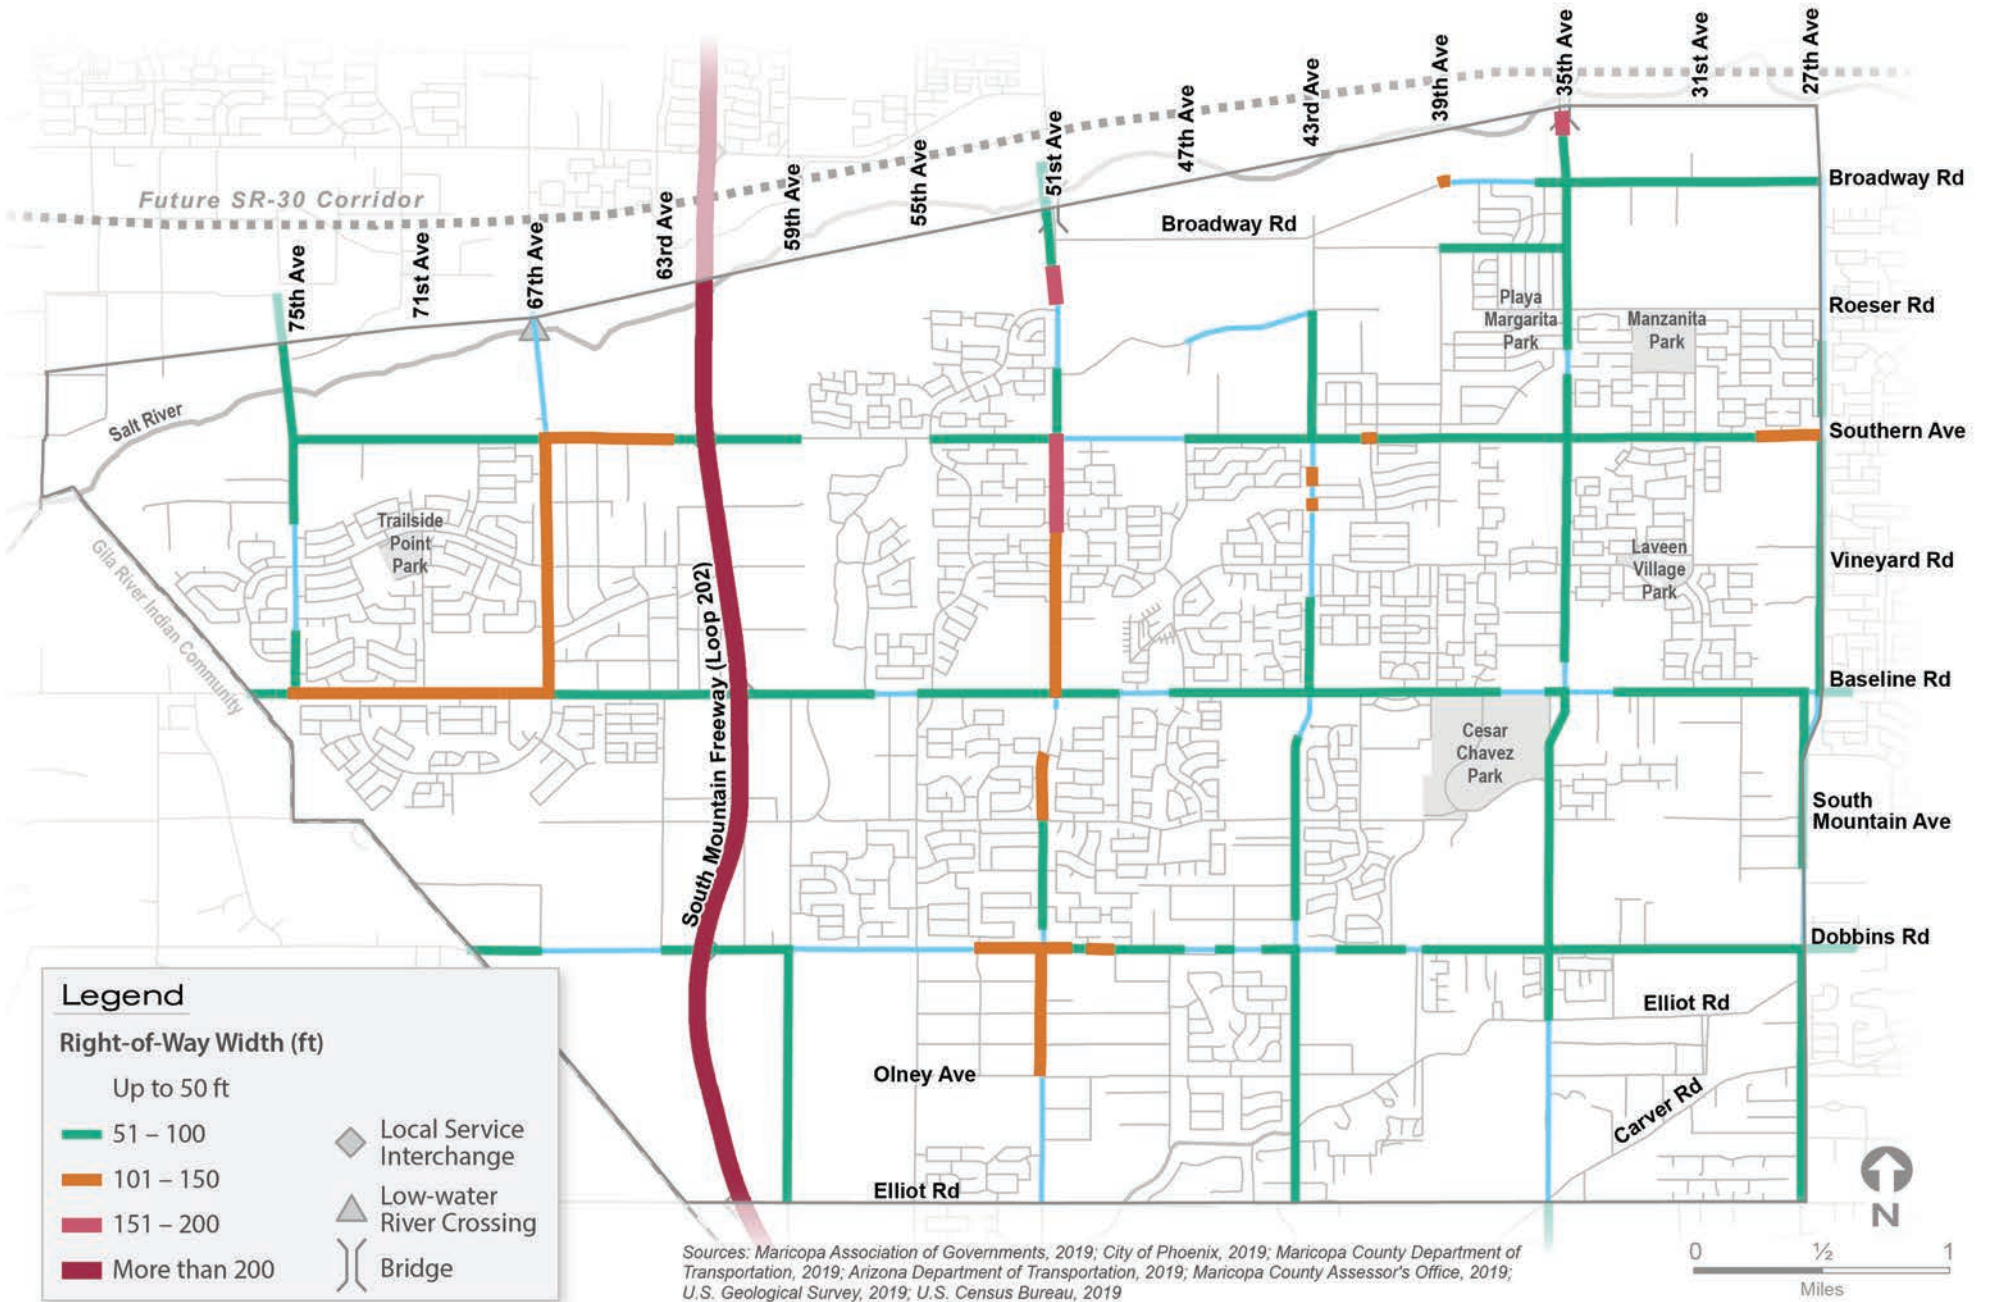 27th Ave
31st Ave
35th Ave
39th Ave
43rd Ave
47th Ave
51st Ave
55th Ave
59th Ave
63rd Ave
67th Ave
71st Ave
75th Ave
Future SR-30 Corridor
Broadway Rd
Broadway Rd
Roeser Rd
Playa
Margarita
Park
Manzanita
Park
Salt River
Southern Ave
Trailside
Point
Park
Laveen
Village
Park
Vineyard Rd
Gila River Indian Community
South Mountain Freeway (Loop 202)
Baseline Rd
Cesar
Chavez
Park
South
Mountain Ave
Dobbins Rd
Elliot Rd
Olney Ave
Carver Rd
Elliot Rd
Legend
Right-of-Way Width (ft)
Up to 50 ft
51 – 100
101 – 150
151 – 200
More than 200
Local Service
Interchange
Low-water
River Crossing
Bridge
N
0 ½ 1
Miles
Sources: Maricopa Association of Governments, 2019; City of Phoenix, 2019; Maricopa County Department of
Transportation, 2019; Arizona Department of Transportation, 2019; Maricopa County Assessor's Office, 2019;
U.S. Geological Survey, 2019; U.S. Census Bureau, 2019